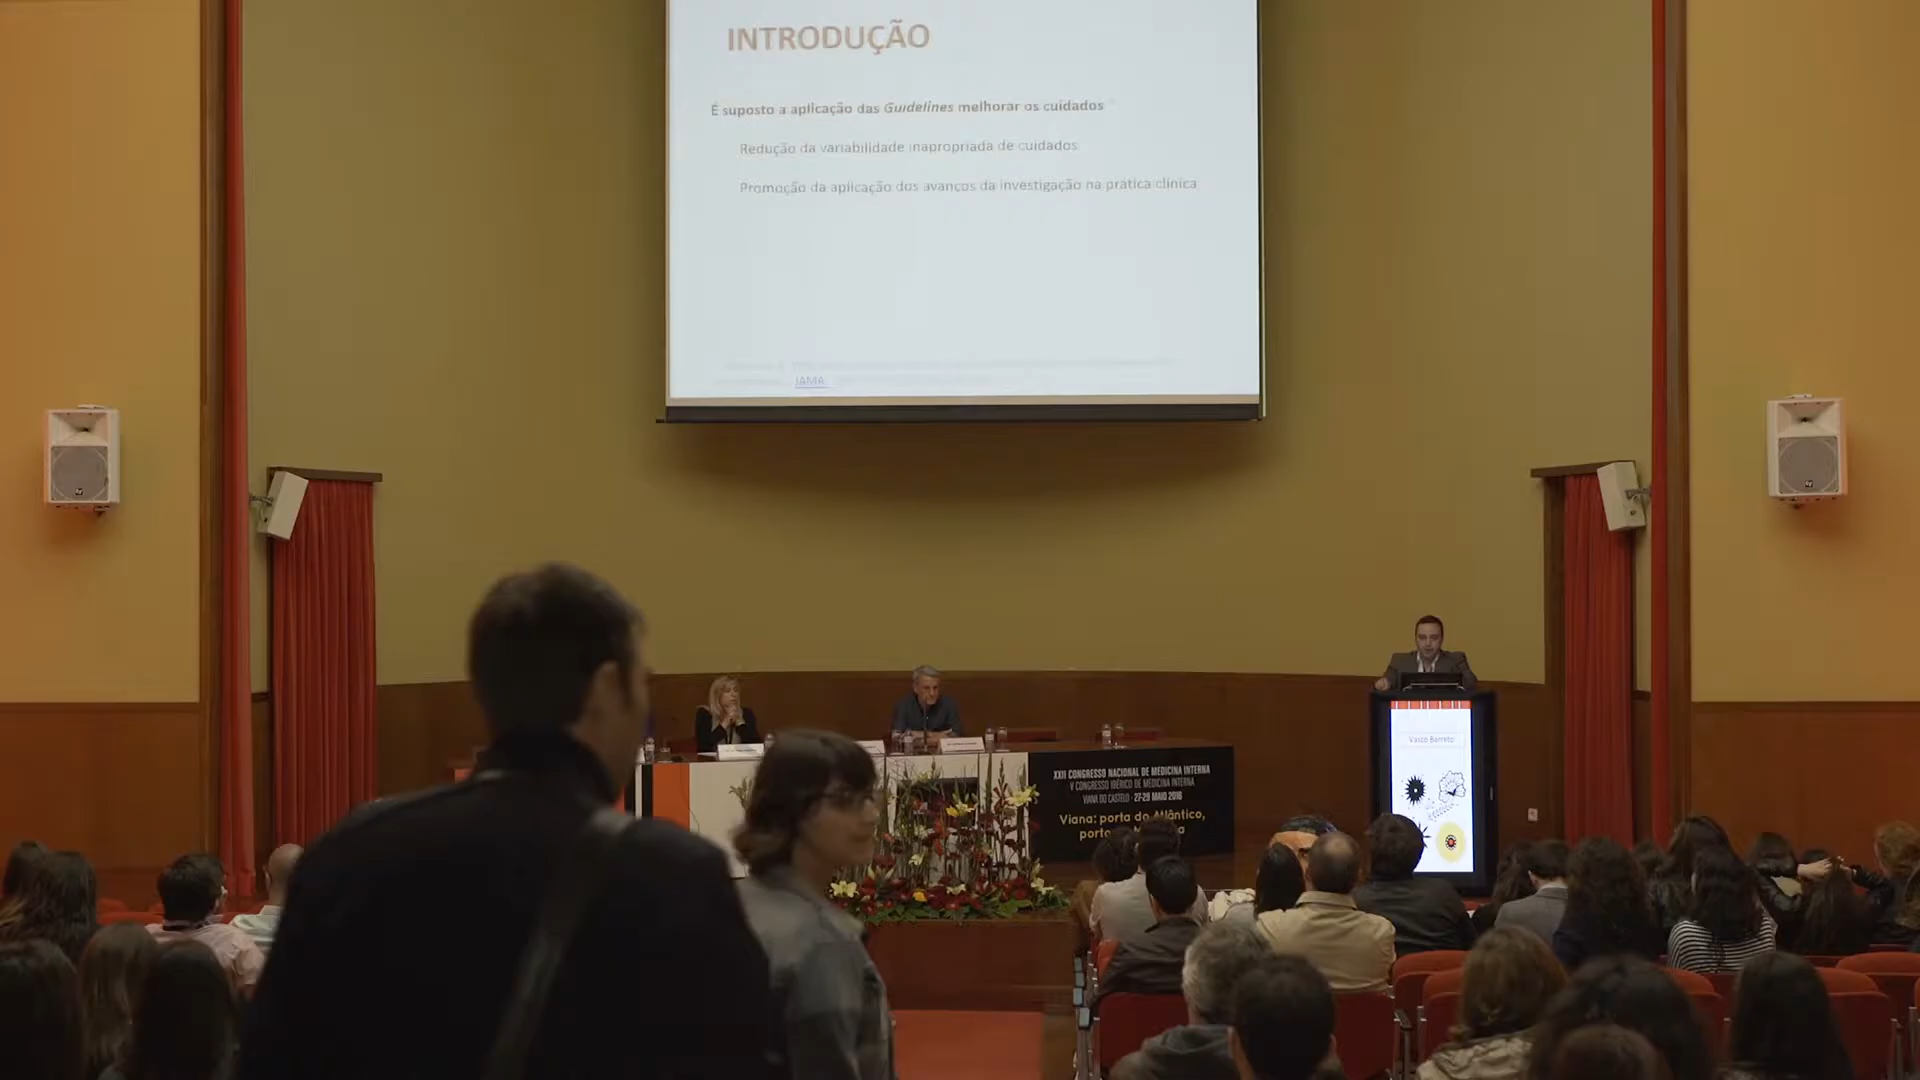 INTRODUÇÃO
É suposto a aplicação das Guidelines melhorar os cuidados
Redução da variabilidade inapropriada de cuidados
Promoção da aplicação dos avanços da investigação na prática clínica
JAMA
XXII CONGRESSO NACIONAL DE MEDICINA INTERNA
V CONGRESSO IBÉRICO DE MEDICINA INTERNA
VIANA DO CASTELO - 27-29 MAIO 2016
Viana: porta do Atlântico,
Vasco Barreto